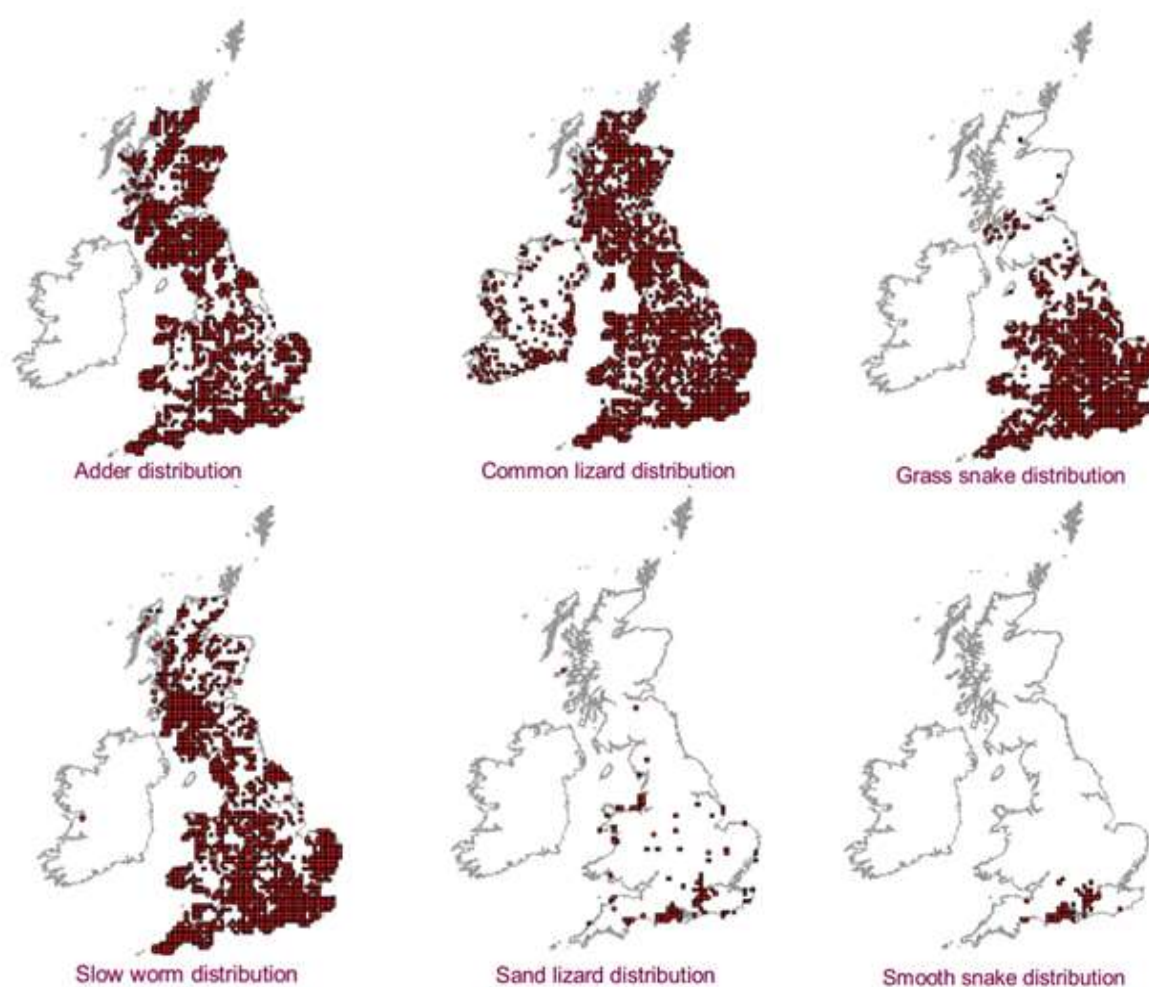 Adder distribution
Common lizard distribution
Grass snake distribution
Slow worm distribution
Sand lizard distribution
Smooth snake distribution